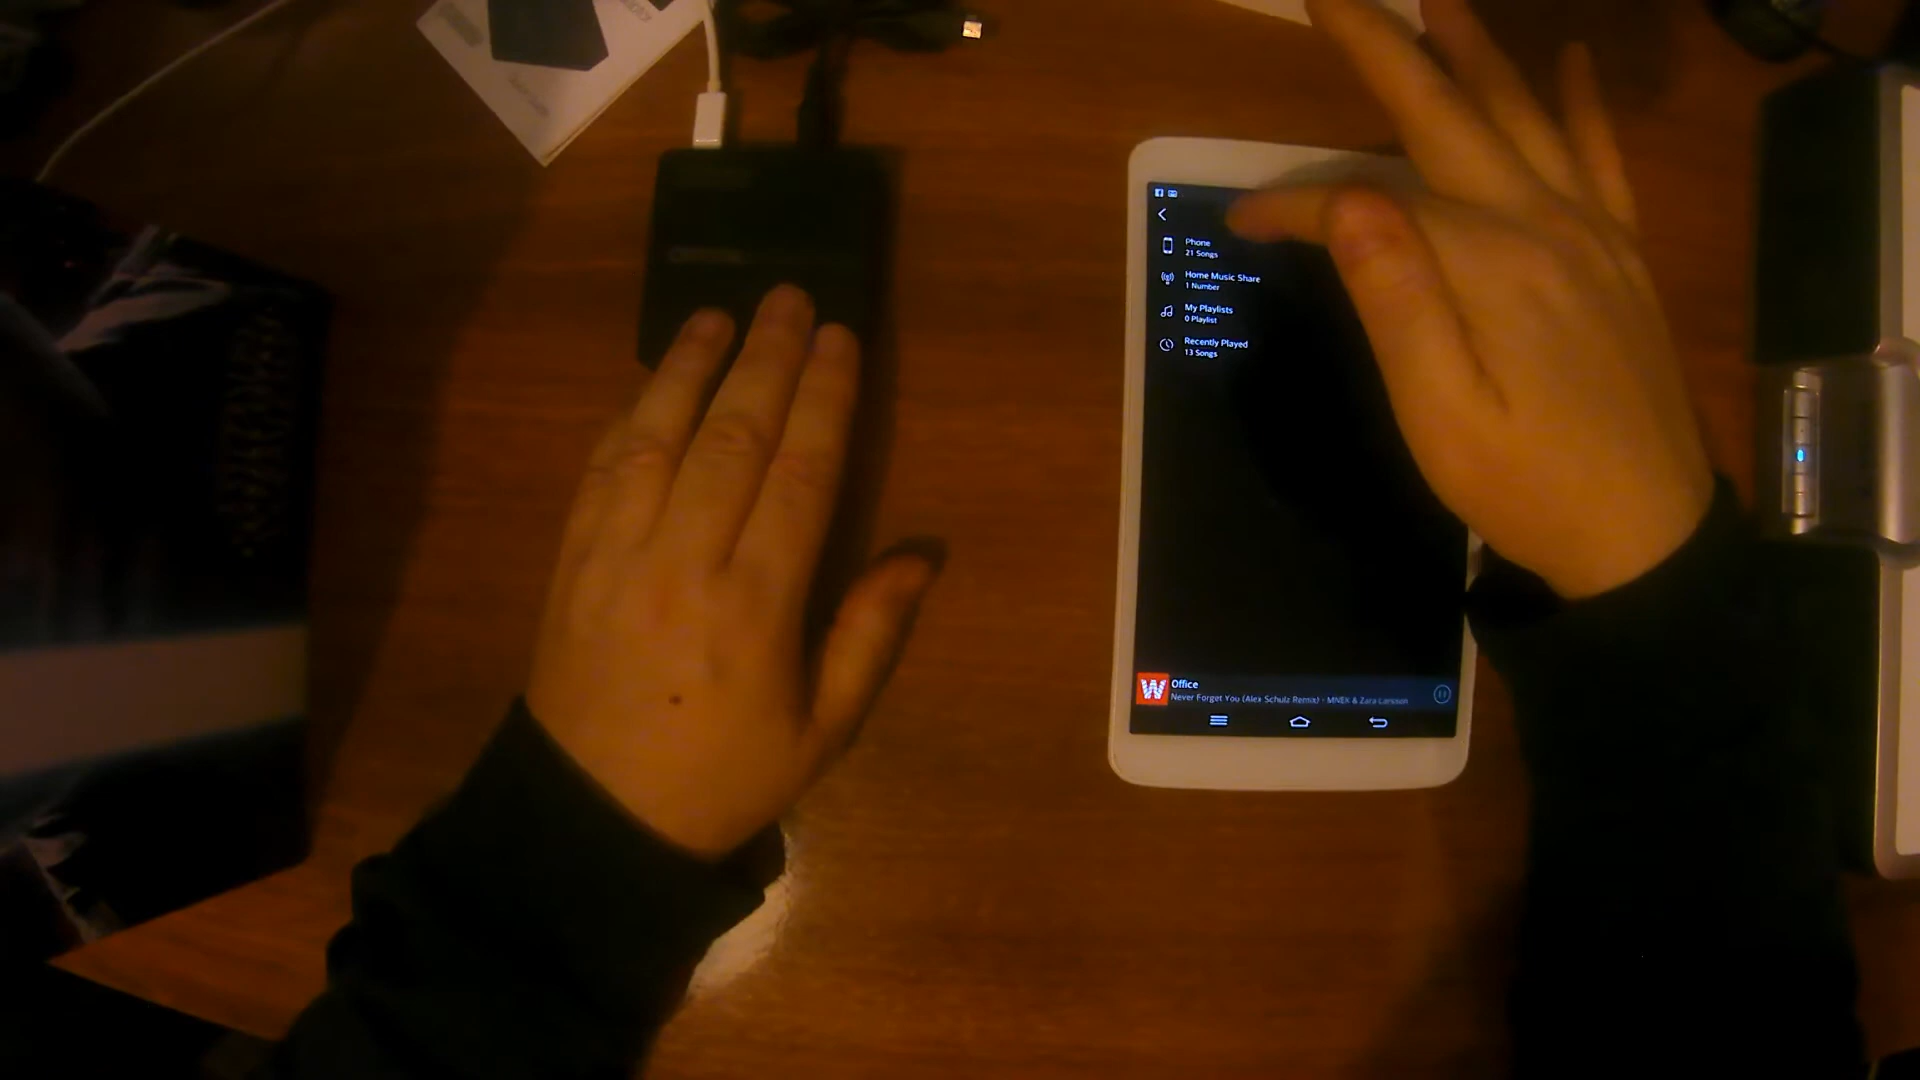 Phone
21 Songs
Home Music Share
1 Number
My Playlists
0 Playlist
Recently Played
13 Songs
W
Office
Never Forget You (Alex Schulz Remix) - MNEK & Zara Larsson